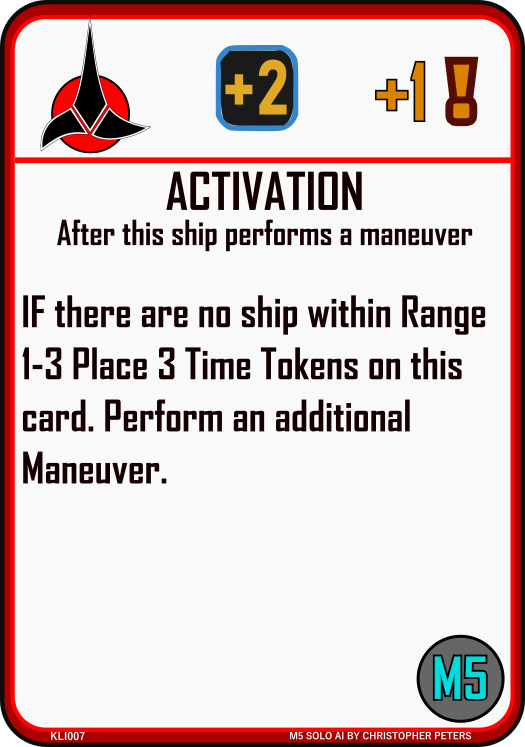 +2 +1 !
ACTIVATION
After this ship performs a maneuver
IF there are no ship within Range
1-3 Place 3 Time Tokens on this
card. Perform an additional
Maneuver.
M5
KLI007 M5 SOLO AI BY CHRISTOPHER PETERS